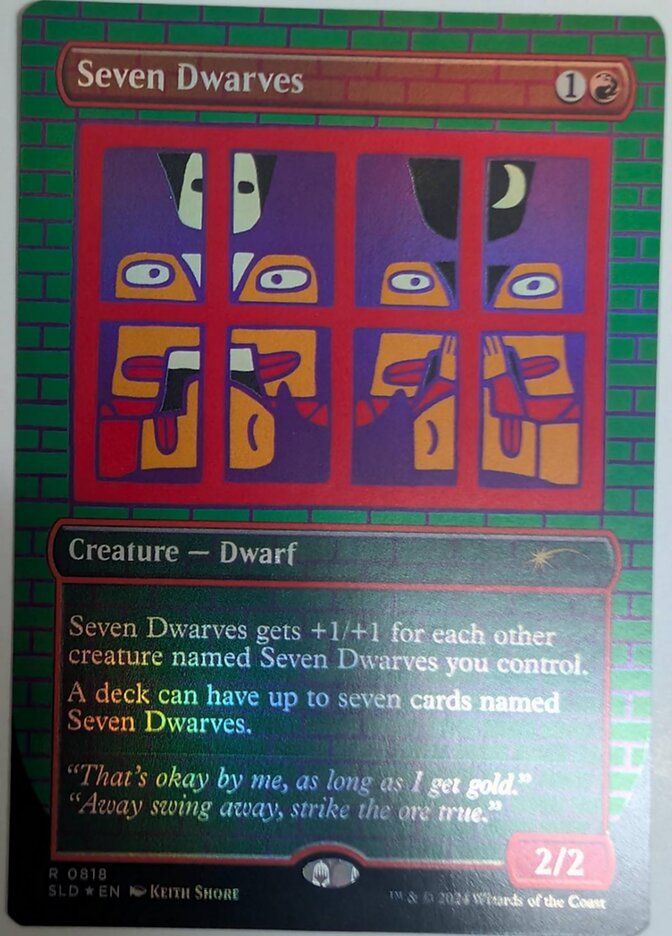 Seven Dwarves
1
Creature — Dwarf
Seven Dwarves gets +1/+1 for each other
creature named Seven Dwarves you control.
A deck can have up to seven cards named
Seven Dwarves.
“That's okay by me, as long as I get gold.”
“Away swing away, strike the ore true.”
2/2
R 0818
SLD ★ EN KEITH SHORE
™ & © 2024 Wizards of the Coast